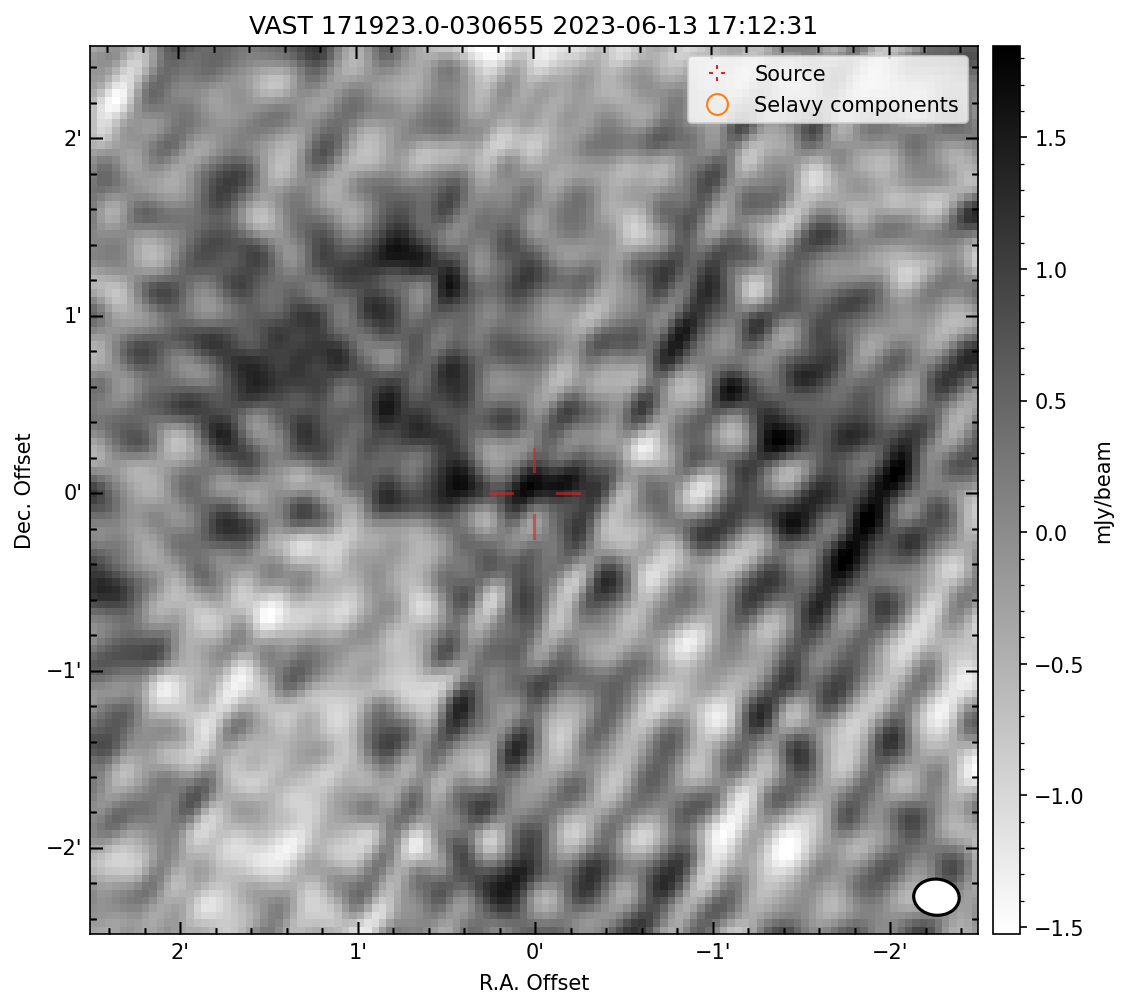 VAST 171923.0-030655 2023-06-13 17:12:31
Source
Selavy components
2'
1'
0'
−1'
−2'
Dec. Offset
2'
1'
0'
−1'
−2'
R.A. Offset
1.5
1.0
0.5
0.0
−0.5
−1.0
−1.5
mJy/beam